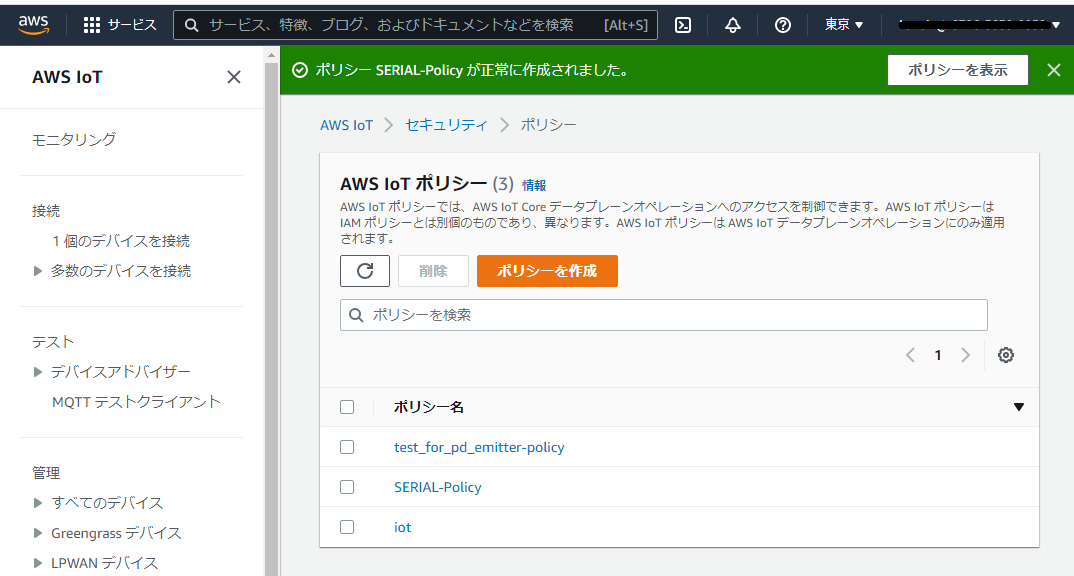 aws
サービス
サービス、特徴、ブログ、およびドキュメントなどを検索 [Alt+S]
東京
AWS IoT
モニタリング
接続
1 個のデバイスを接続
多数のデバイスを接続
テスト
デバイスアドバイザー
MQTT テストクライアント
管理
すべてのデバイス
Greengrass デバイス
LPWAN デバイス
ポリシー SERIAL-Policy が正常に作成されました。
ポリシーを表示
AWS IoT > セキュリティ > ポリシー
AWS IoT ポリシー (3) 情報
AWS IoT ポリシーでは、AWS IoT Core データプレーンオペレーションへのアクセスを制御できます。AWS IoT ポリシーは
IAM ポリシーとは別個のものであり、異なります。AWS IoT ポリシーは AWS IoT データプレーンオペレーションにのみ適用
されます。
削除
ポリシーを作成
ポリシーを検索
1
ポリシー名
test_for_pd_emitter-policy
SERIAL-Policy
iot